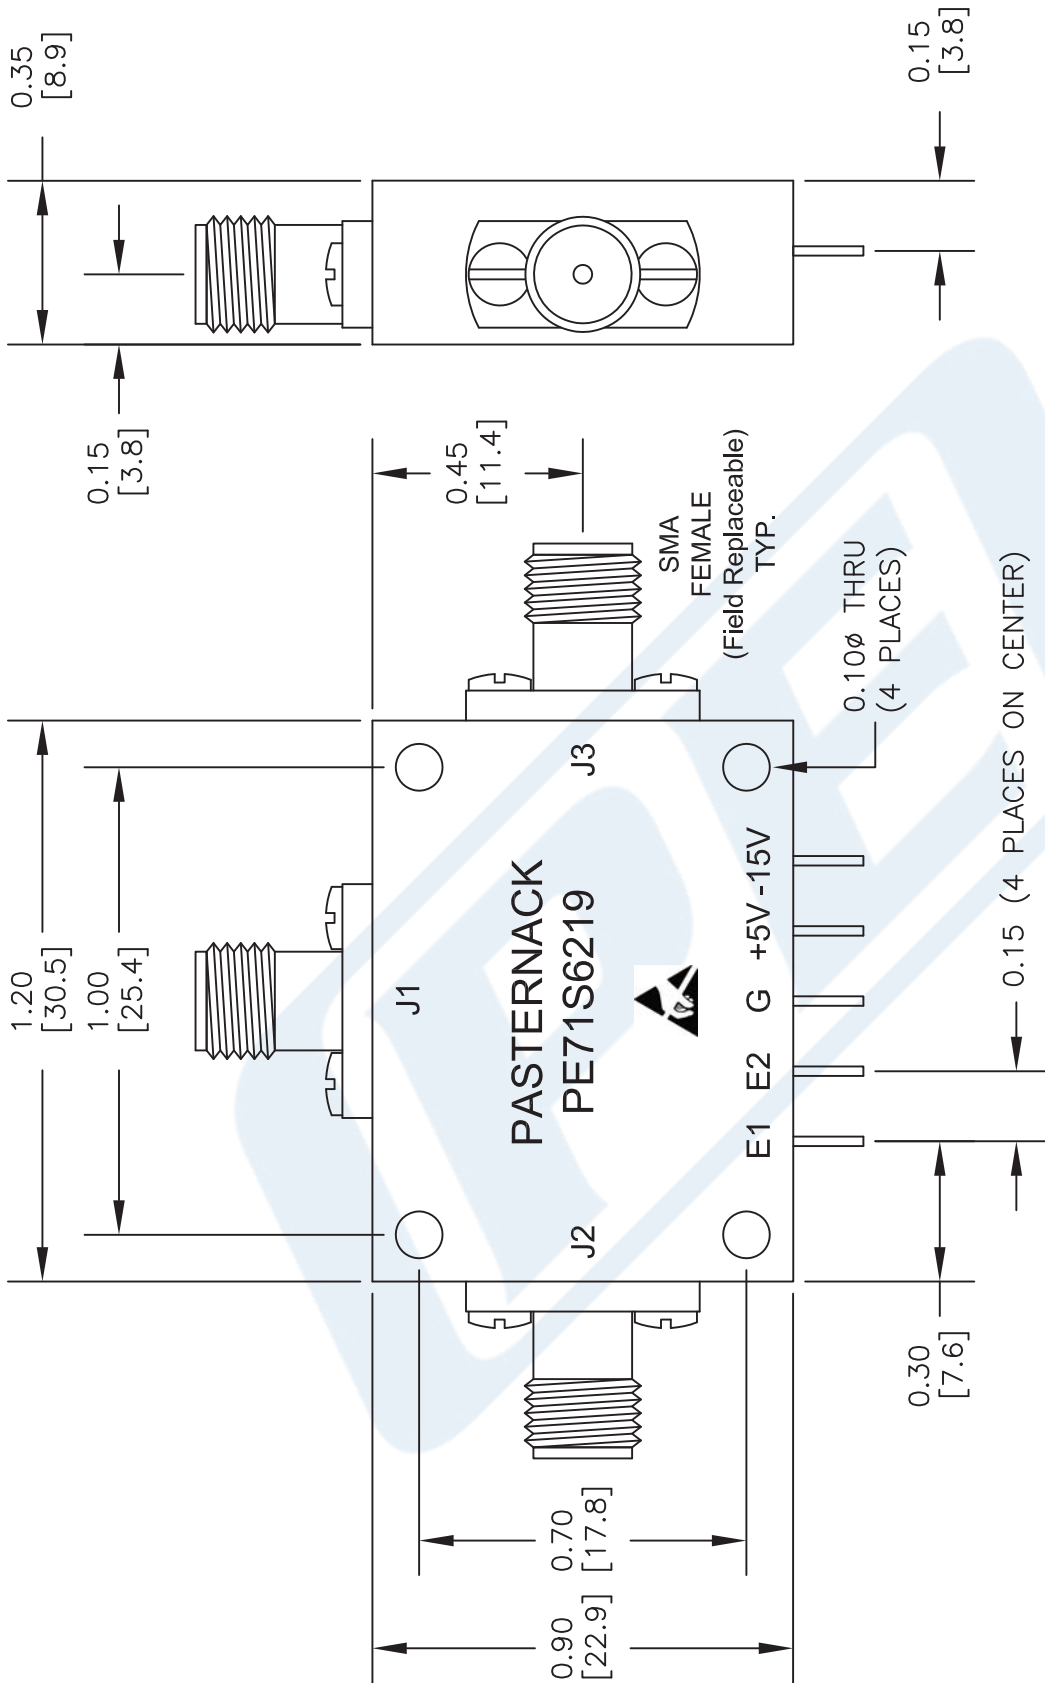 0.35
[8.9]
0.15
[3.8]
0.15
[3.8]
1.20
[30.5]
1.00
[25.4]
0.45
[11.4]
SMA
FEMALE
(Field Replaceable)
TYP.
0.10ø THRU
(4 PLACES)
0.15 (4 PLACES ON CENTER)
J1
J2
J3
PASTERNACK
PE71S6219
E1 E2 G +5V -15V
0.30
[7.6]
0.70
[17.8]
0.90
[22.9]